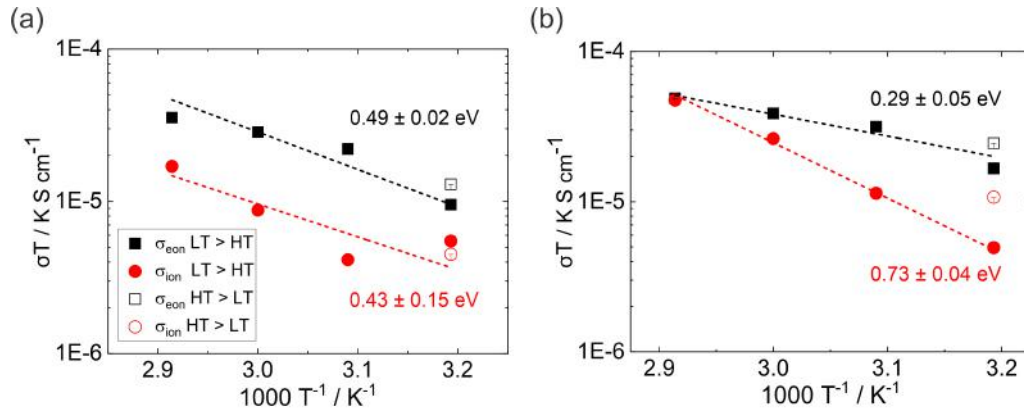 (a)
1E-4
1E-5
1E-6
σT / K S cm⁻¹
0.49 ± 0.02 eV
0.43 ± 0.15 eV
σeon LT > HT
σion LT > HT
σeon HT > LT
σion HT > LT
2.9 3.0 3.1 3.2
1000 T⁻¹ / K⁻¹
(b)
1E-4
1E-5
1E-6
σT / K S cm⁻¹
0.29 ± 0.05 eV
0.73 ± 0.04 eV
2.9 3.0 3.1 3.2
1000 T⁻¹ / K⁻¹